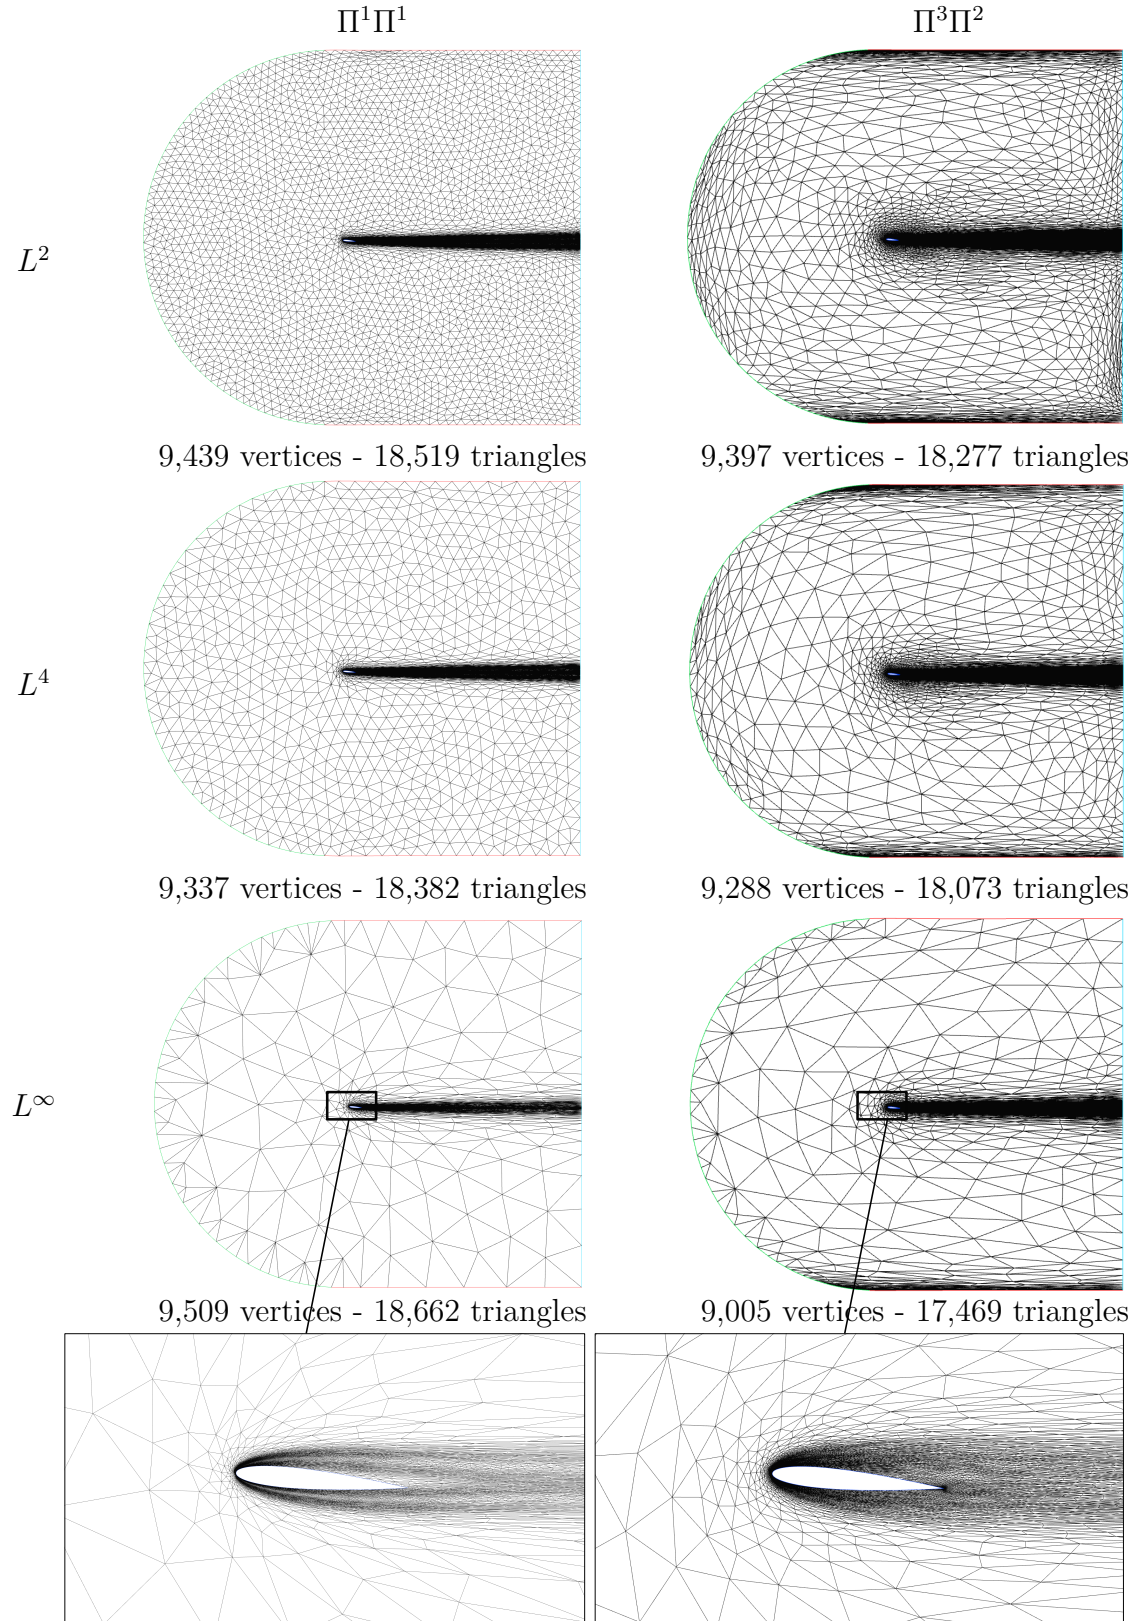 Π¹Π¹ Π³Π²
L²
9,439 vertices - 18,519 triangles 9,397 vertices - 18,277 triangles
L⁴
9,337 vertices - 18,382 triangles 9,288 vertices - 18,073 triangles
L∞
9,509 vertices - 18,662 triangles 9,005 vertices - 17,469 triangles